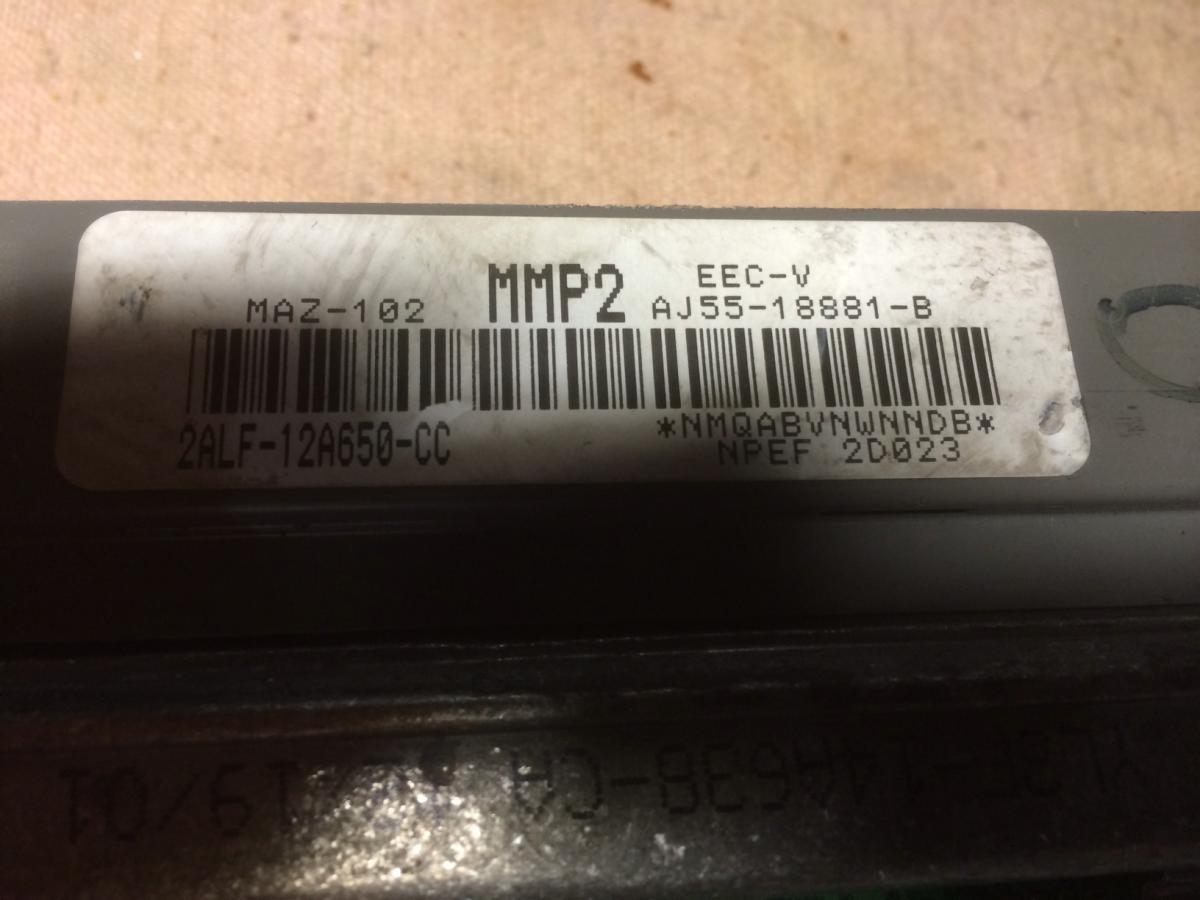 MMP2 EEC-V
MAZ-102 AJ55-18881-B
2ALF-12A650-CC *NMQABVNWNNDB*
NPEF 2D023